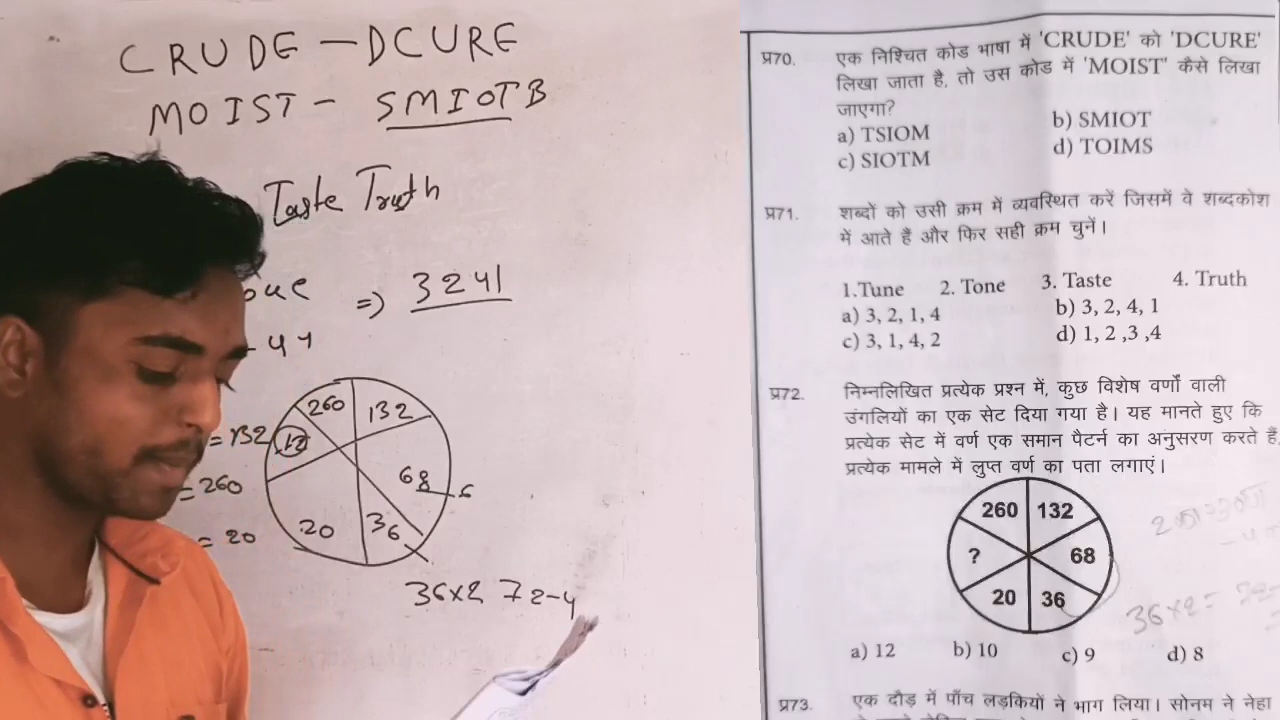 CRUDE - DCURE
MOIST - SMIOT B
Taste Truth
=> 3241
260
132
= 132
12
68
6
= 260
20
36
= 20
36×2 72-4
प्र70. एक निश्चित कोड भाषा में 'CRUDE' को 'DCURE'
लिखा जाता है, तो उस कोड में 'MOIST' कैसे लिखा
जाएगा?
a) TSIOM b) SMIOT
c) SIOTM d) TOIMS
प्र71. शब्दों को उसी क्रम में व्यवस्थित करें जिसमें वे शब्दकोश
में आते हैं और फिर सही क्रम चुनें।
1.Tune 2. Tone 3. Taste 4. Truth
a) 3, 2, 1, 4 b) 3, 2, 4, 1
c) 3, 1, 4, 2 d) 1, 2 ,3 ,4
प्र72. निम्नलिखित प्रत्येक प्रश्न में, कुछ विशेष वर्णों वाली
उंगलियों का एक सेट दिया गया है। यह मानते हुए कि
प्रत्येक सेट में वर्ण एक समान पैटर्न का अनुसरण करते हैं,
प्रत्येक मामले में लुप्त वर्ण का पता लगाएं।
260 132
? 68
20 36
36×2=
a) 12 b) 10 c) 9 d) 8
प्र73. एक दौड़ में पाँच लड़कियों ने भाग लिया। सोनम ने नेहा